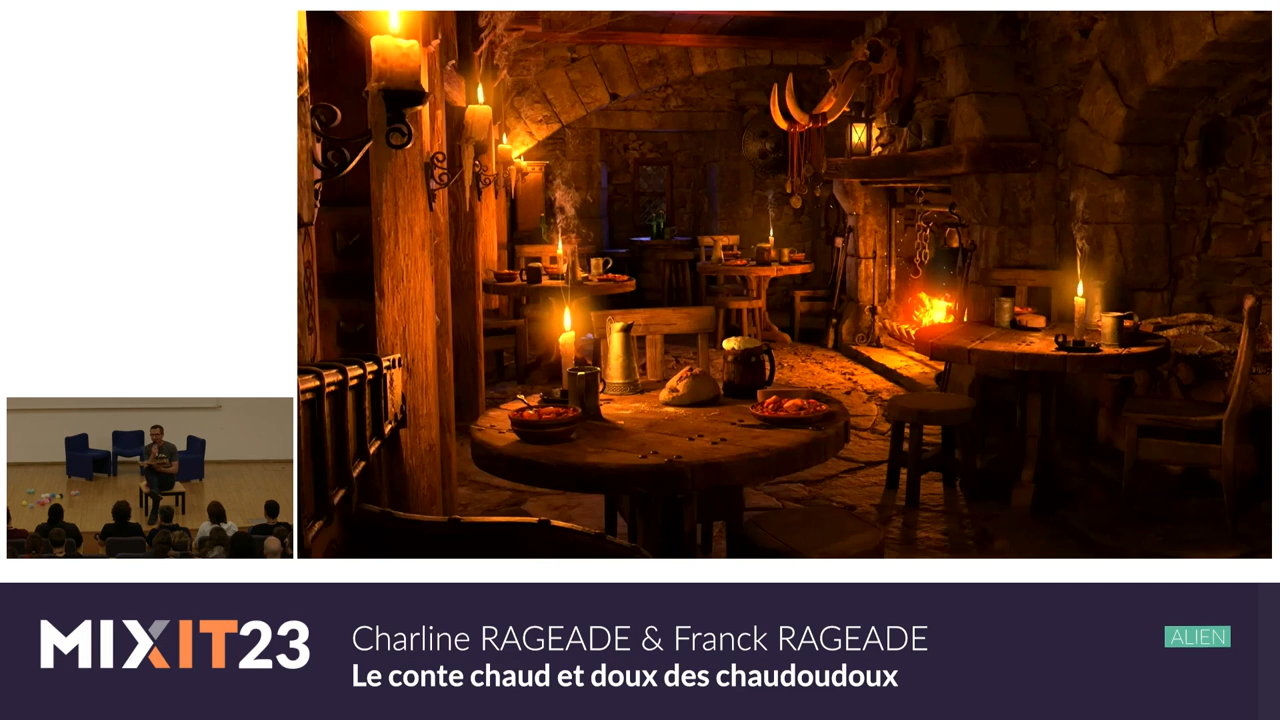 MIXIT23
Charline RAGEADE & Franck RAGEADE
Le conte chaud et doux des chaudoudoux
ALIEN